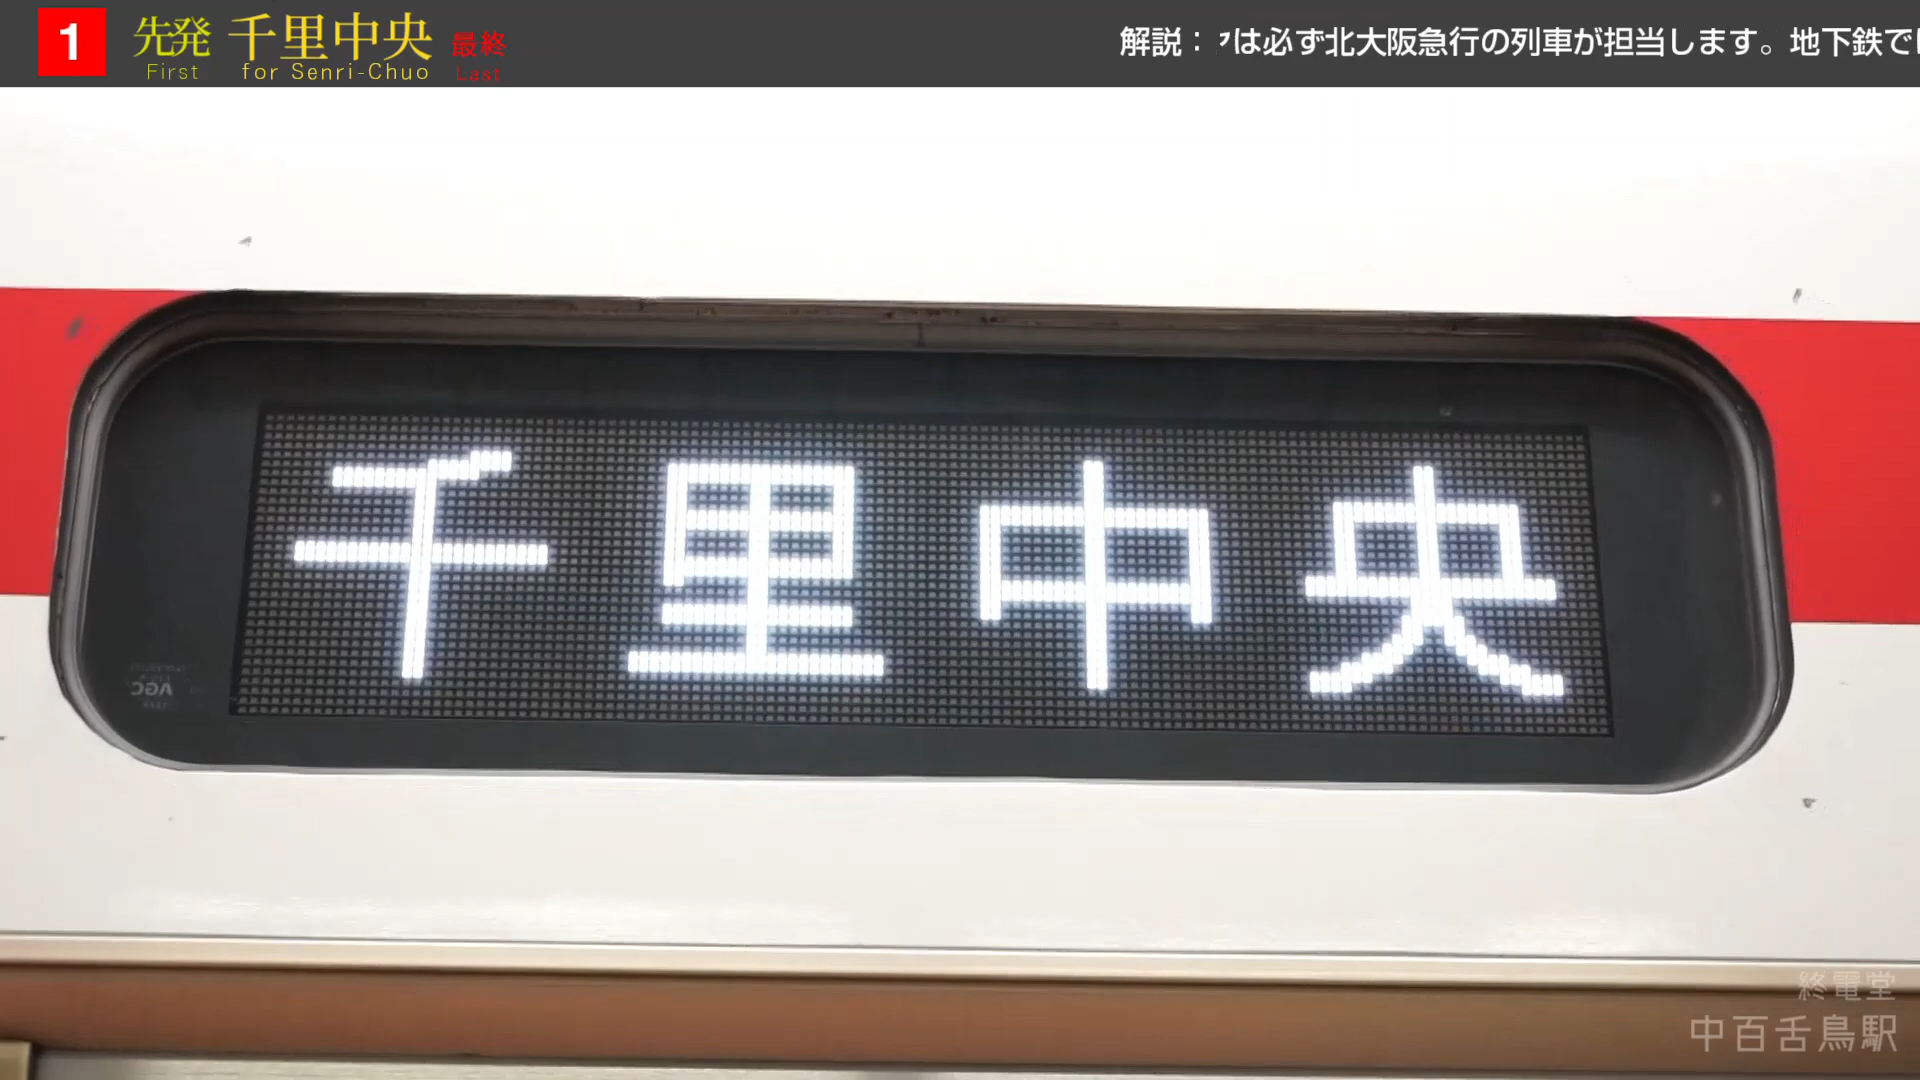 1 先発 千里中央 最終
First for Senri-Chuo Last
解説： は必ず北大阪急行の列車が担当します。地下鉄で
千里中央
VGC
終電堂
中百舌鳥駅